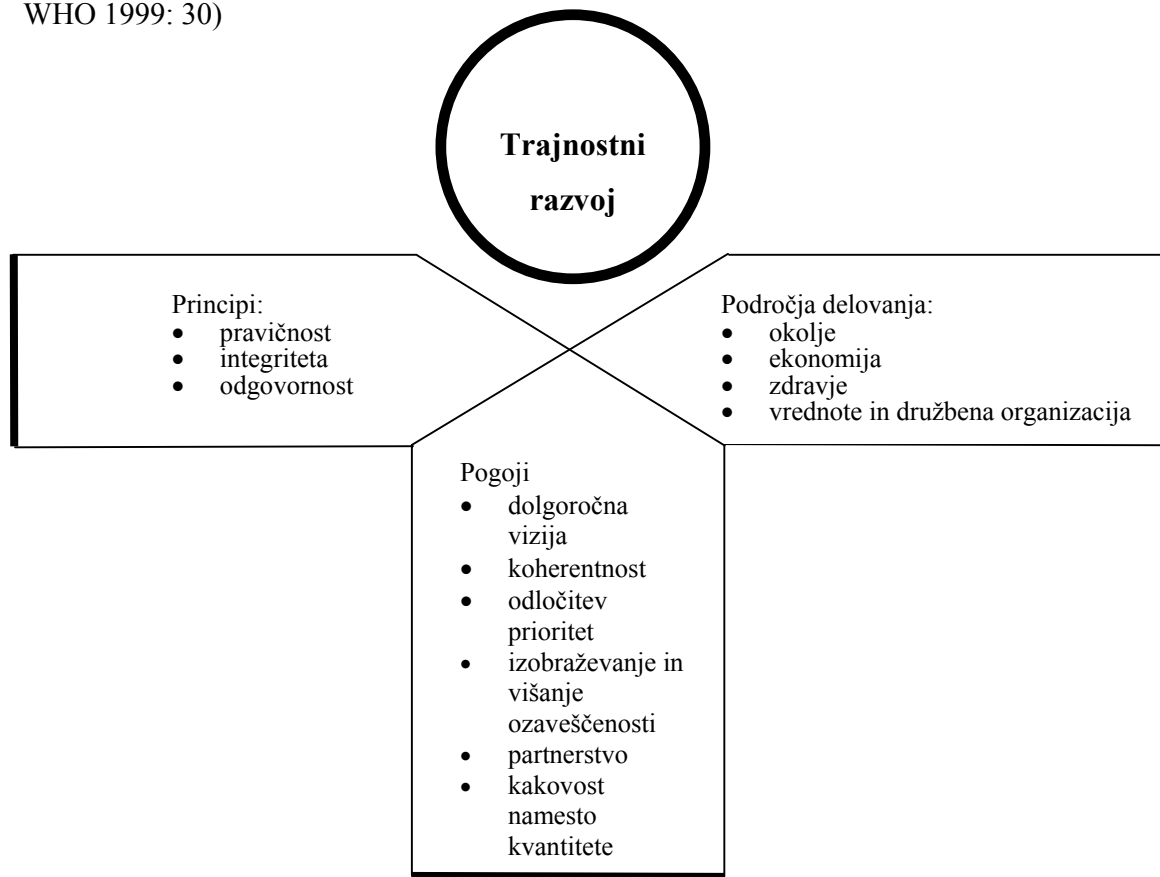 WHO 1999: 30)
Trajnostni
razvoj
Principi:
• pravičnost
• integriteta
• odgovornost
Področja delovanja:
• okolje
• ekonomija
• zdravje
• vrednote in družbena organizacija
Pogoji
• dolgoročna
vizija
• koherentnost
• odločitev
prioritet
• izobraževanje in
višanje
ozaveščenosti
• partnerstvo
• kakovost
namesto
kvantitete